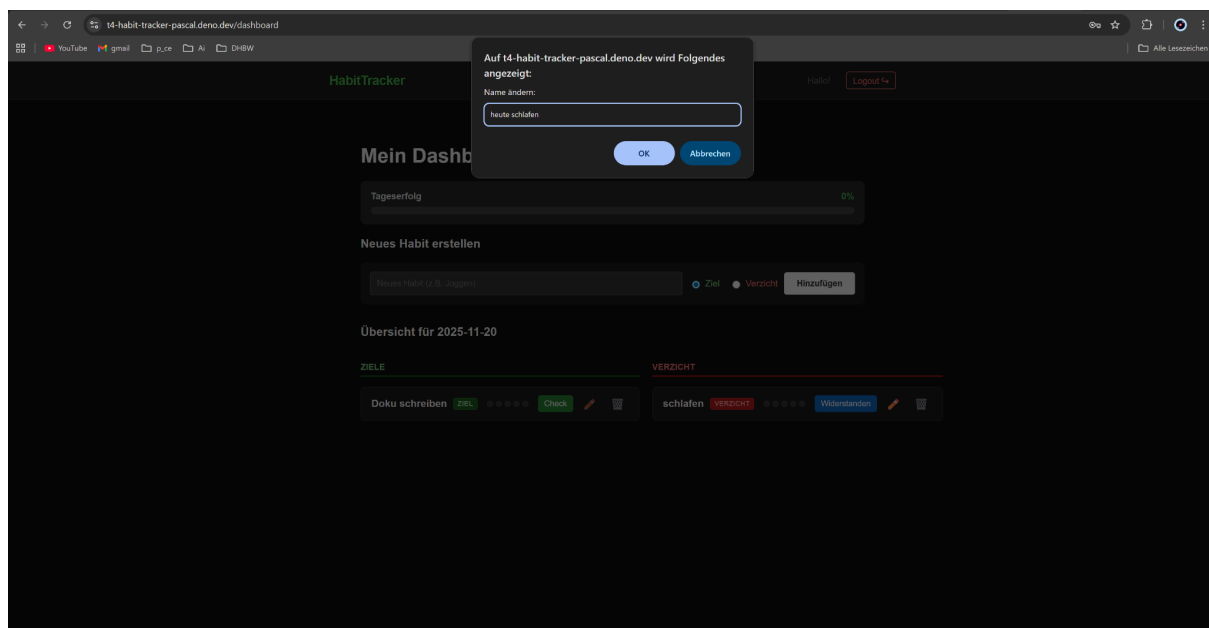 t4-habit-tracker-pascal.deno.dev/dashboard
YouTube gmail p_ce Ai DHBW Alle Lesezeichen
Auf t4-habit-tracker-pascal.deno.dev wird Folgendes
angezeigt:
Name ändern:
heute schlafen
OK Abbrechen
HabitTracker Hallo! Logout
Mein Dashb
Tageserfolg 0%
Neues Habit erstellen
Neues Habit (z.B. Joggen) Ziel Verzicht Hinzufügen
Übersicht für 2025-11-20
ZIELE VERZICHT
Doku schreiben ZIEL Check schlafen VERZICHT Widerstanden